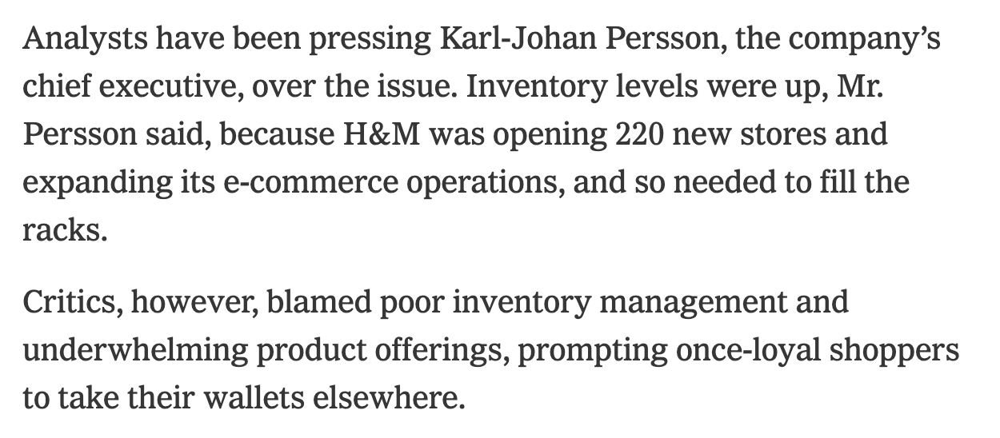 Analysts have been pressing Karl-Johan Persson, the company’s
chief executive, over the issue. Inventory levels were up, Mr.
Persson said, because H&M was opening 220 new stores and
expanding its e-commerce operations, and so needed to fill the
racks.
Critics, however, blamed poor inventory management and
underwhelming product offerings, prompting once-loyal shoppers
to take their wallets elsewhere.